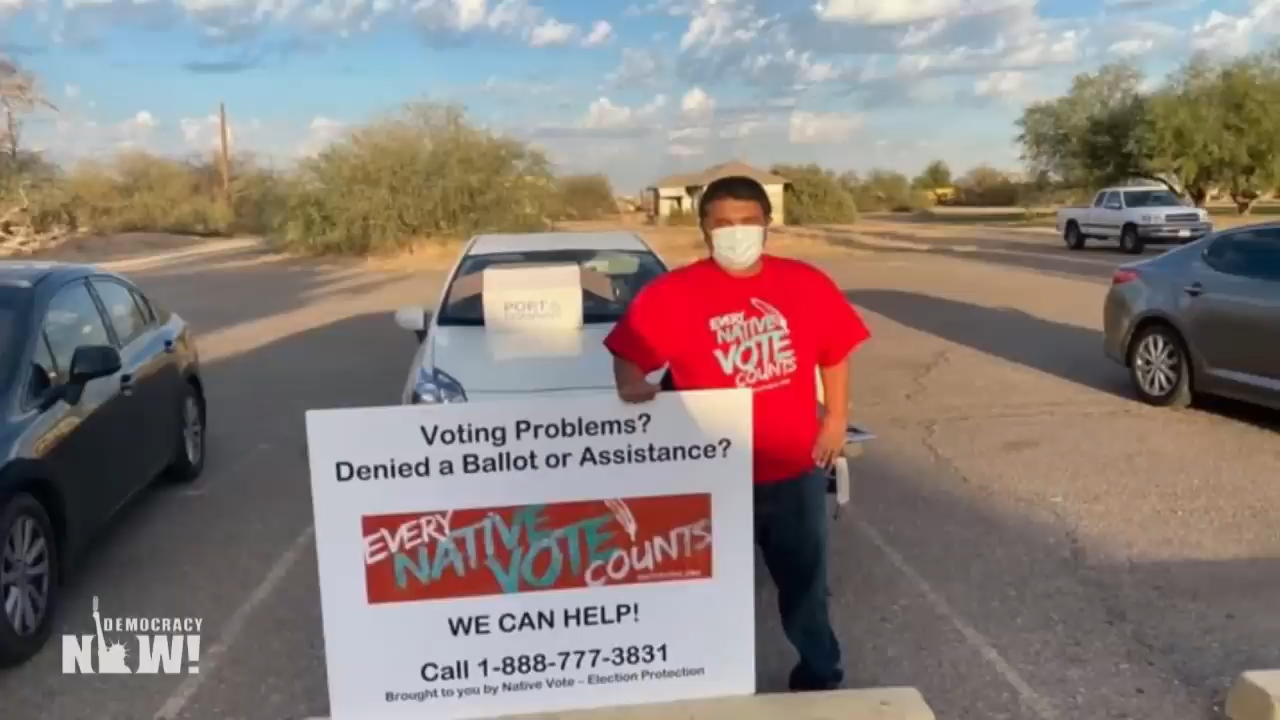 EVERY
NATIVE
VOTE
COUNTS
Voting Problems?
Denied a Ballot or Assistance?
EVERY
NATIVE
VOTE
COUNTS
WE CAN HELP!
Call 1-888-777-3831
Brought to you by Native Vote – Election Protection
DEMOCRACY
NOW!